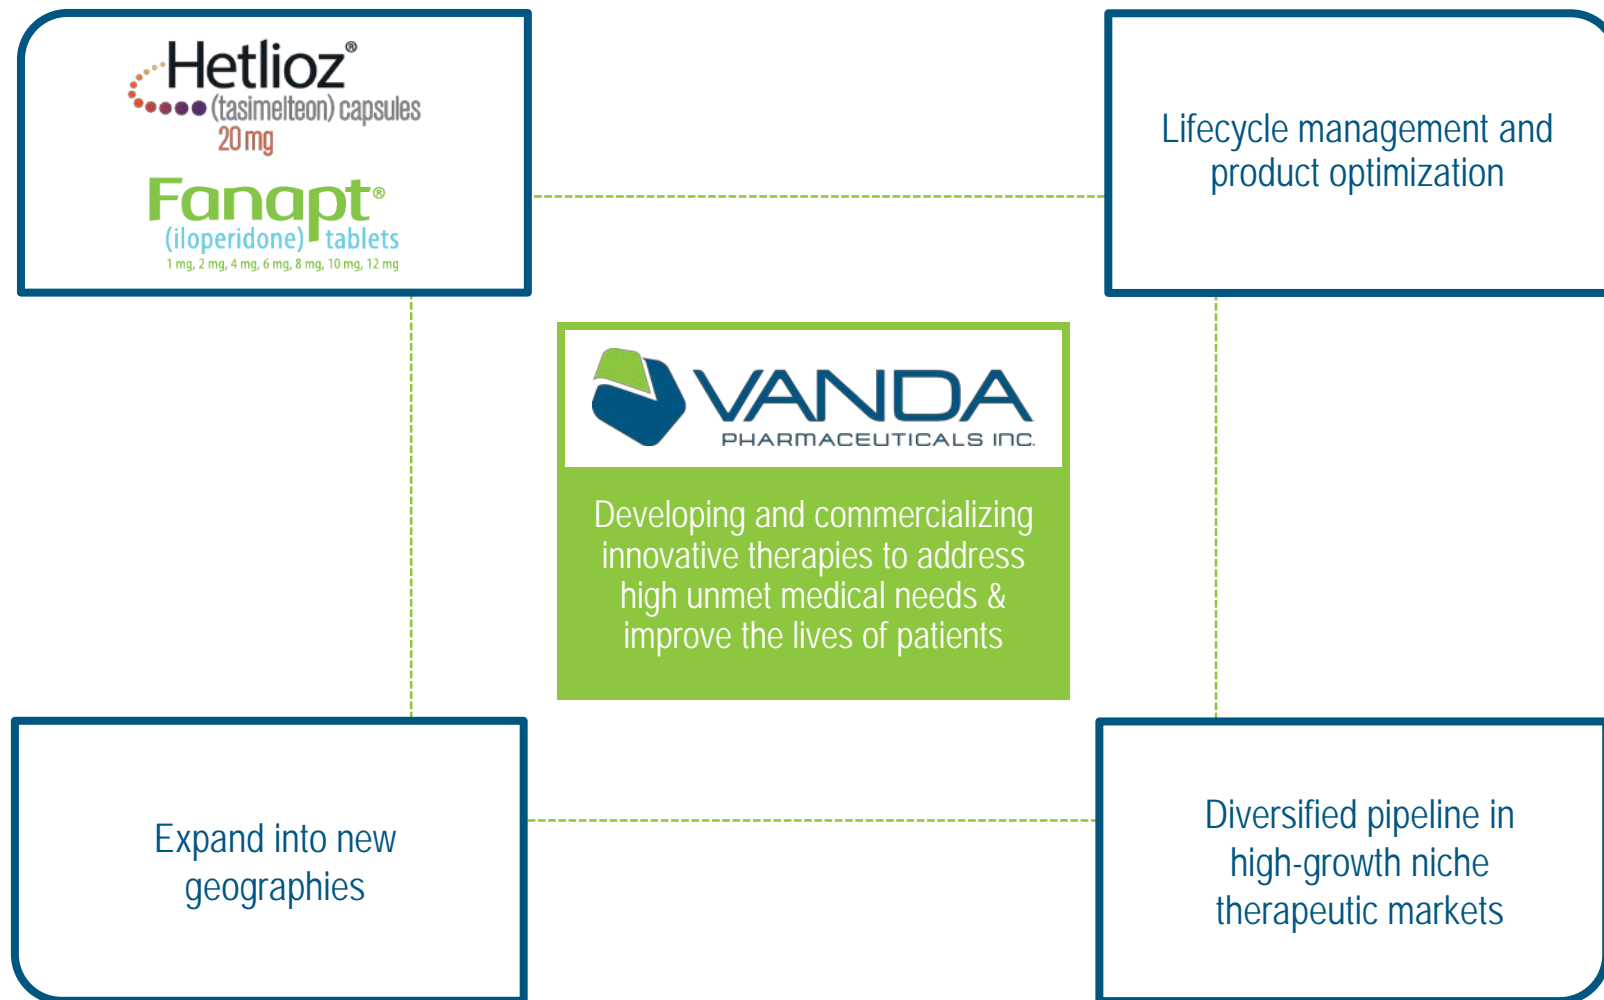 Hetlioz®
(tasimelteon) capsules
20 mg
Fanapt®
(iloperidone) tablets
1 mg, 2 mg, 4 mg, 6 mg, 8 mg, 10 mg, 12 mg
Lifecycle management and
product optimization
VANDA
PHARMACEUTICALS INC.
Developing and commercializing
innovative therapies to address
high unmet medical needs &
improve the lives of patients
Expand into new
geographies
Diversified pipeline in
high-growth niche
therapeutic markets